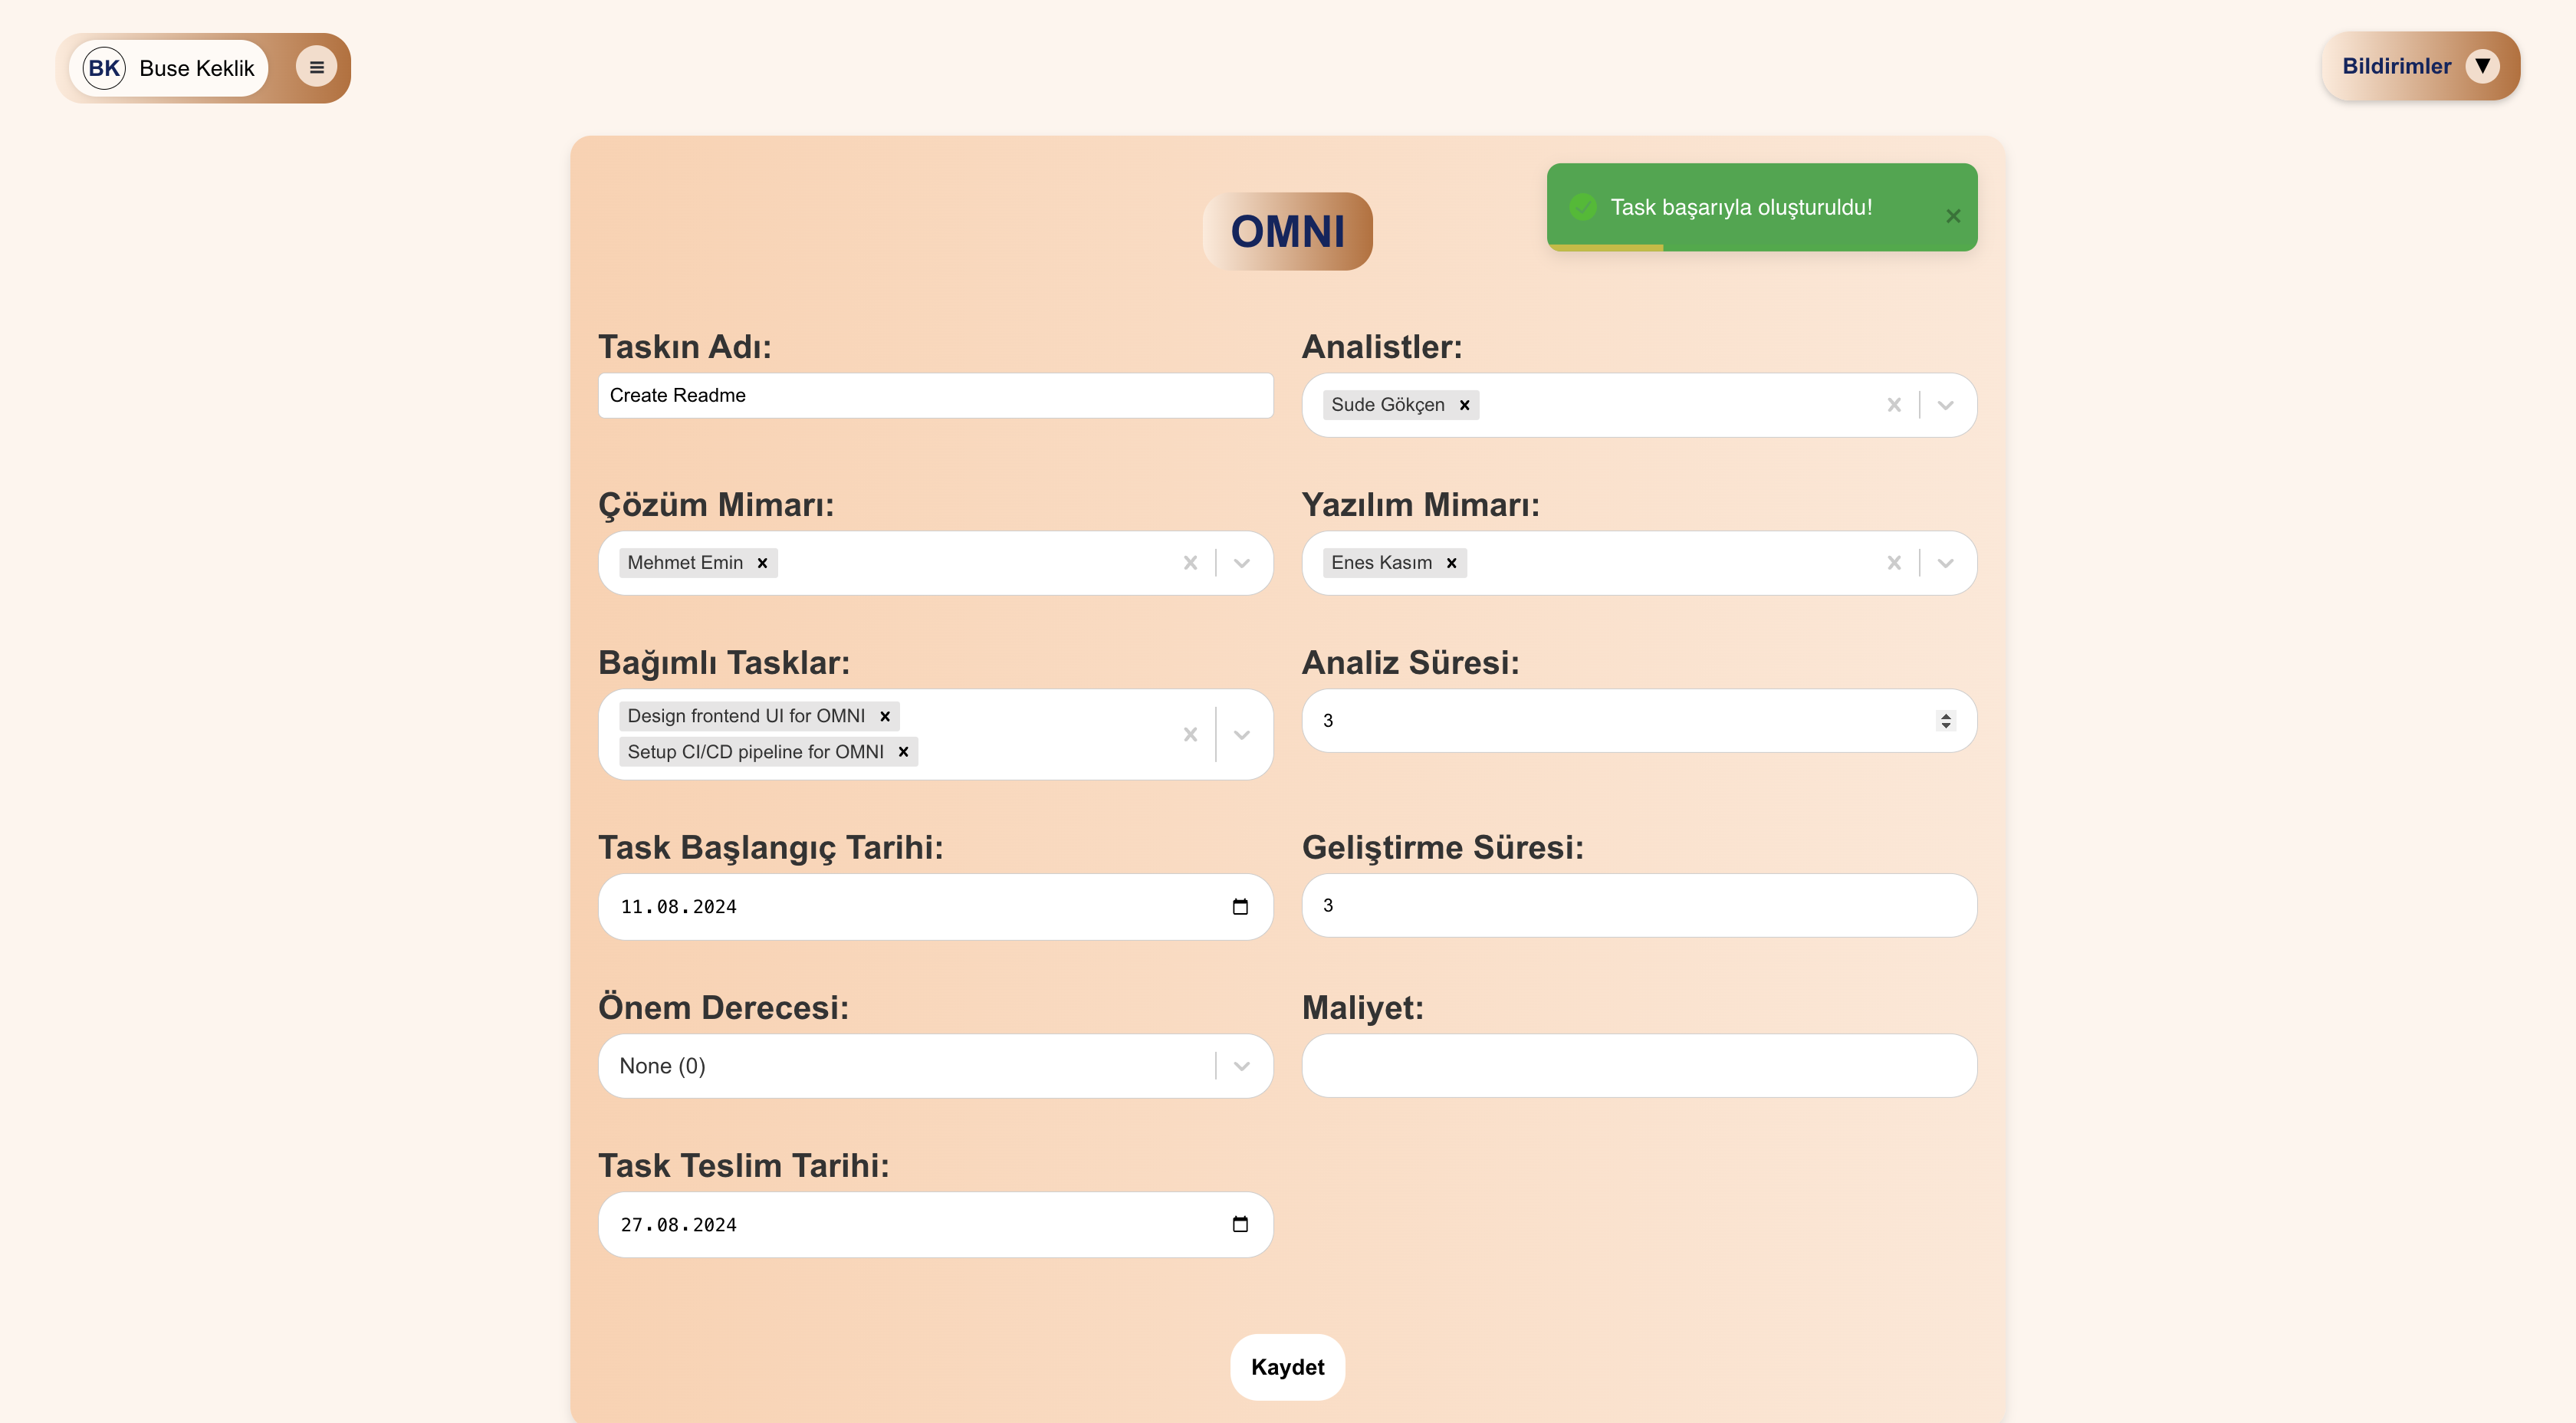 BK Buse Keklik
Bildirimler
OMNI
Task başarıyla oluşturuldu!
Taskın Adı:
Create Readme
Analistler:
Sude Gökçen
Çözüm Mimarı:
Mehmet Emin
Yazılım Mimarı:
Enes Kasım
Bağımlı Tasklar:
Design frontend UI for OMNI
Setup CI/CD pipeline for OMNI
Analiz Süresi:
3
Task Başlangıç Tarihi:
11.08.2024
Geliştirme Süresi:
3
Önem Derecesi:
None (0)
Maliyet:
Task Teslim Tarihi:
27.08.2024
Kaydet